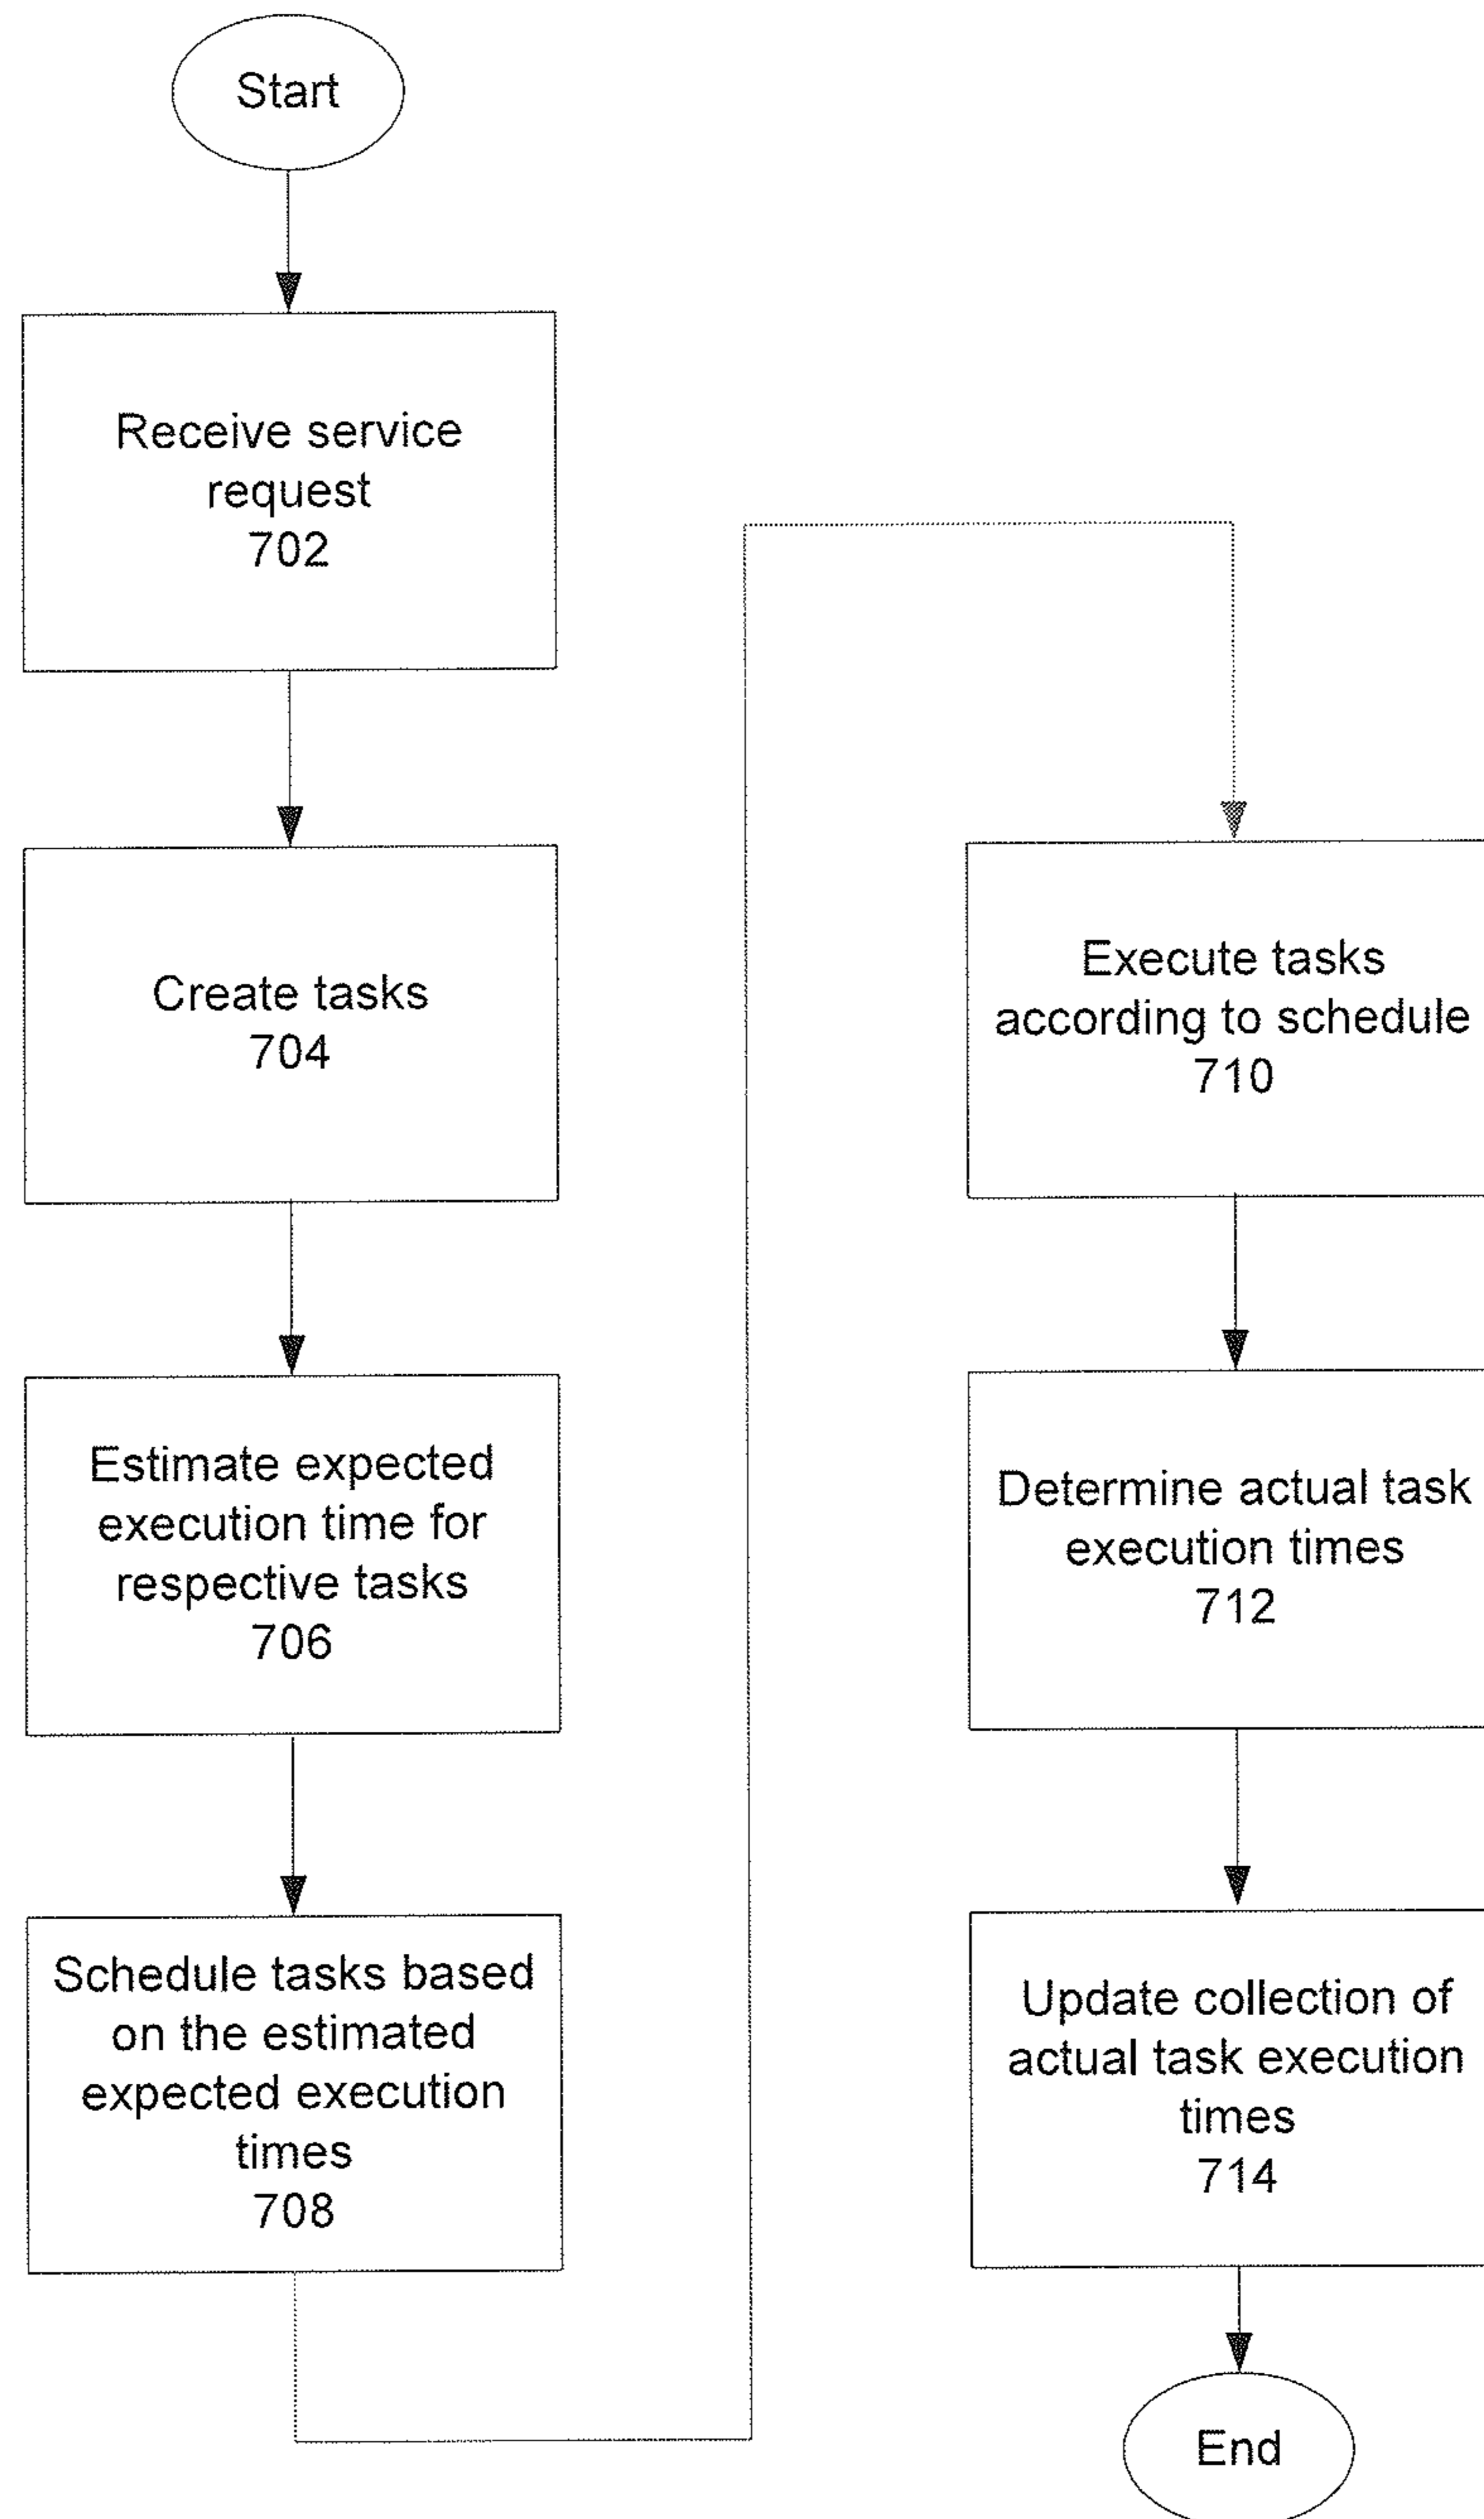 Start
Receive service
request
702
Create tasks
704
Estimate expected
execution time for
respective tasks
706
Schedule tasks based
on the estimated
expected execution
times
708
Execute tasks
according to schedule
710
Determine actual task
execution times
712
Update collection of
actual task execution
times
714
End